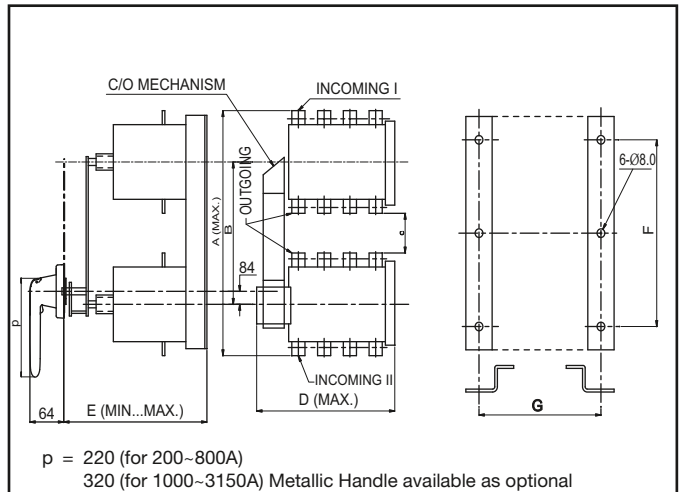 C/O MECHANISM
INCOMING I
A (MAX.)
B
OUTGOING
c
84
6-Ø8.0
F
p
INCOMING II
64
E (MIN...MAX.)
D (MAX.)
G
p = 220 (for 200~800A)
320 (for 1000~3150A) Metallic Handle available as optional